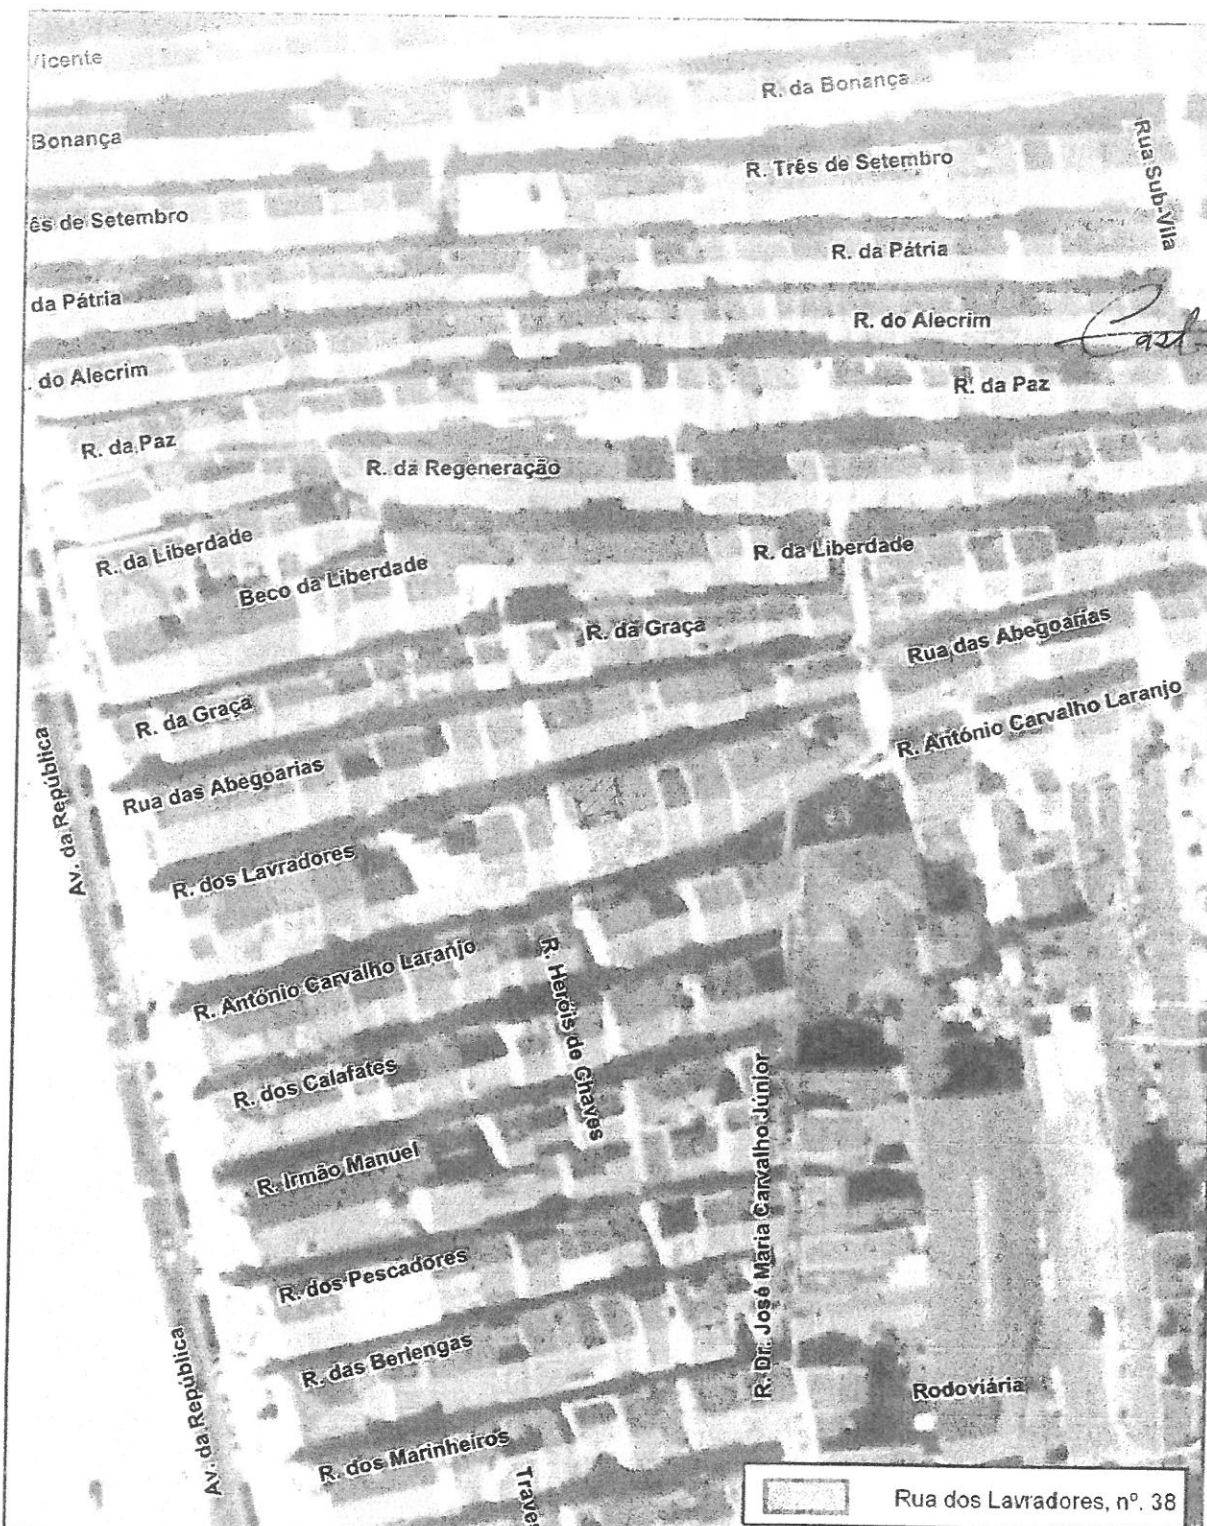 Vicente
R. da Bonança
Bonança
R. Três de Setembro
Rua Sub-Vila
ês de Setembro
R. da Pátria
da Pátria
R. do Alecrim
. do Alecrim
R. da Paz
R. da Paz
R. da Regeneração
R. da Liberdade
R. da Liberdade
Beco da Liberdade
R. da Graça
Rua das Abegoarias
R. da Graça
R. António Carvalho Laranjo
Av. da República
Rua das Abegoarias
R. dos Lavradores
R. António Carvalho Laranjo
R. Heróis de Chaves
R. dos Calafates
R. Irmão Manuel
R. Dr. José Maria Carvalho Júnior
R. dos Pescadores
Av. da República
R. das Berlengas
Rodoviária
R. dos Marinheiros
Traves
Rua dos Lavradores, nº. 38